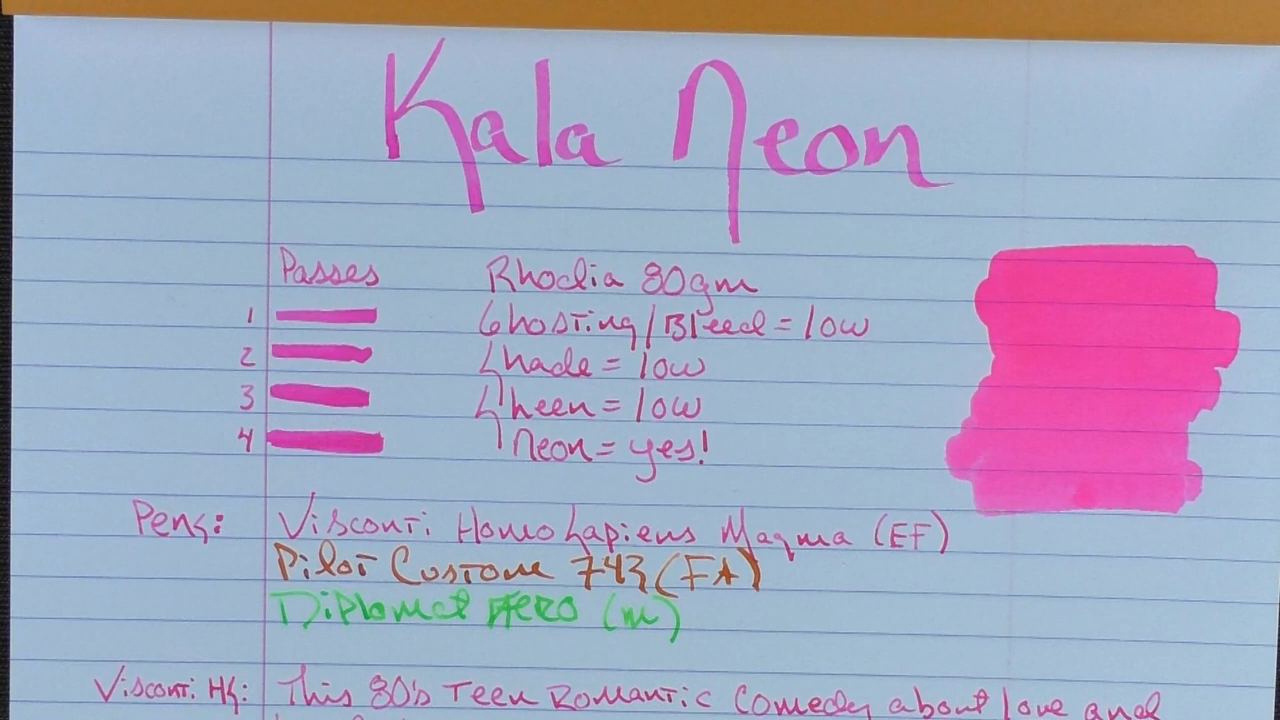 Kala Neon
Passes
Rhodia 80gm
1
Ghosting/Bleed = low
2
Shade = low
3
Sheen = low
4
Neon = yes!
Pens: Visconti Homo Sapiens Magma (EF)
Pilot Custom 743 (FA)
Diplomat Aero (m)
Visconti HS: This 80's Teen Romantic Comedy about love and